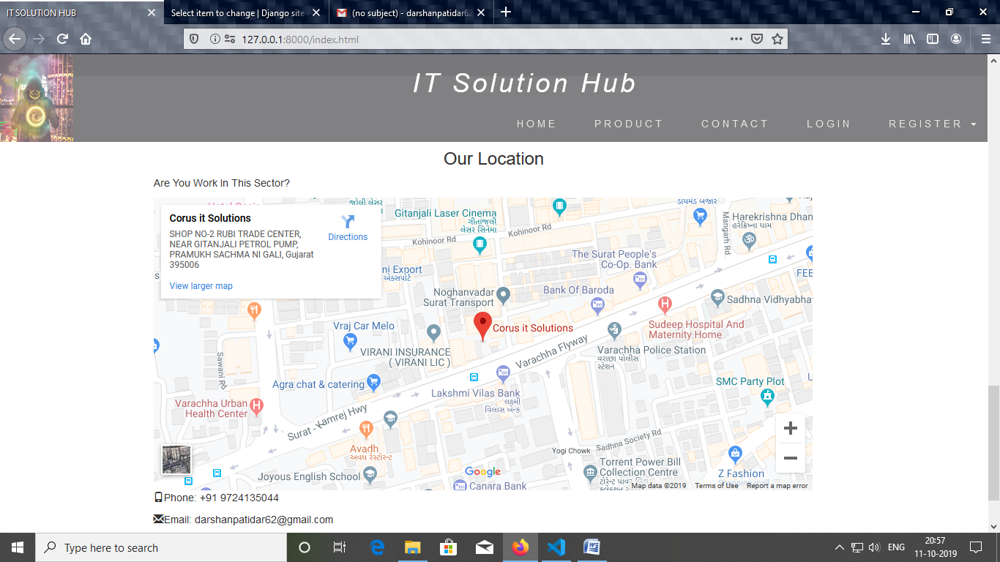 IT SOLUTION HUB
Select item to change | Django site
(no subject) - darshanpatidar62
127.0.0.1:8000/index.html
IT Solution Hub
HOME PRODUCT CONTACT LOGIN REGISTER
Our Location
Are You Work In This Sector?
Corus it Solutions
SHOP NO-2 RUBI TRADE CENTER,
NEAR GITANJALI PETROL PUMP,
PRAMUKH SACHMA NI GALI, Gujarat
395006
Directions
View larger map
જોલી લેસર
લેસર
Gitanjali Laser Cinema
ગીતાંજલી
લેસર સિનેમા
Kohinoor Rd
Kohinoor Rd
ડાયમંડ બજાર
Mangarh Rd
Harekrishna Dham
હરેક્રિષ્ના ધામ
ni Export
એક્સપોર્ટ
The Surat People's
Co-Op. Bank
FEB
Noghanvadar
Surat Transport
Bank Of Baroda
Sadhna Vidhyabha
Vraj Car Melo
Corus it Solutions
Sudeep Hospital And
Maternity Home
VIRANI INSURANCE
( VIRANI LIC )
Varachha Flyway
Varachha Police Station
વરાછા પોલીસ
સ્ટેશન
Sawani Rd
Agra chat & catering
Lakshmi Vilas Bank
લક્ષ્મી
વિલાસ બેન્ક
SMC Party Plot
Varachha Urban
Health Center
Surat - Kamrej Hwy
Avadh
અવધ રેસ્ટોરન્ટ
Yogi Chowk
Sadhna Society Rd
Joyous English School
Google
Canara Bank
Torrent Power Bill
Collection Centre
ટોરેન્ટ પાવર બિલ
Z Fashion
Map data ©2019 Terms of Use Report a map error
Phone: +91 9724135044
Email: darshanpatidar62@gmail.com
Type here to search
ENG
20:57
11-10-2019